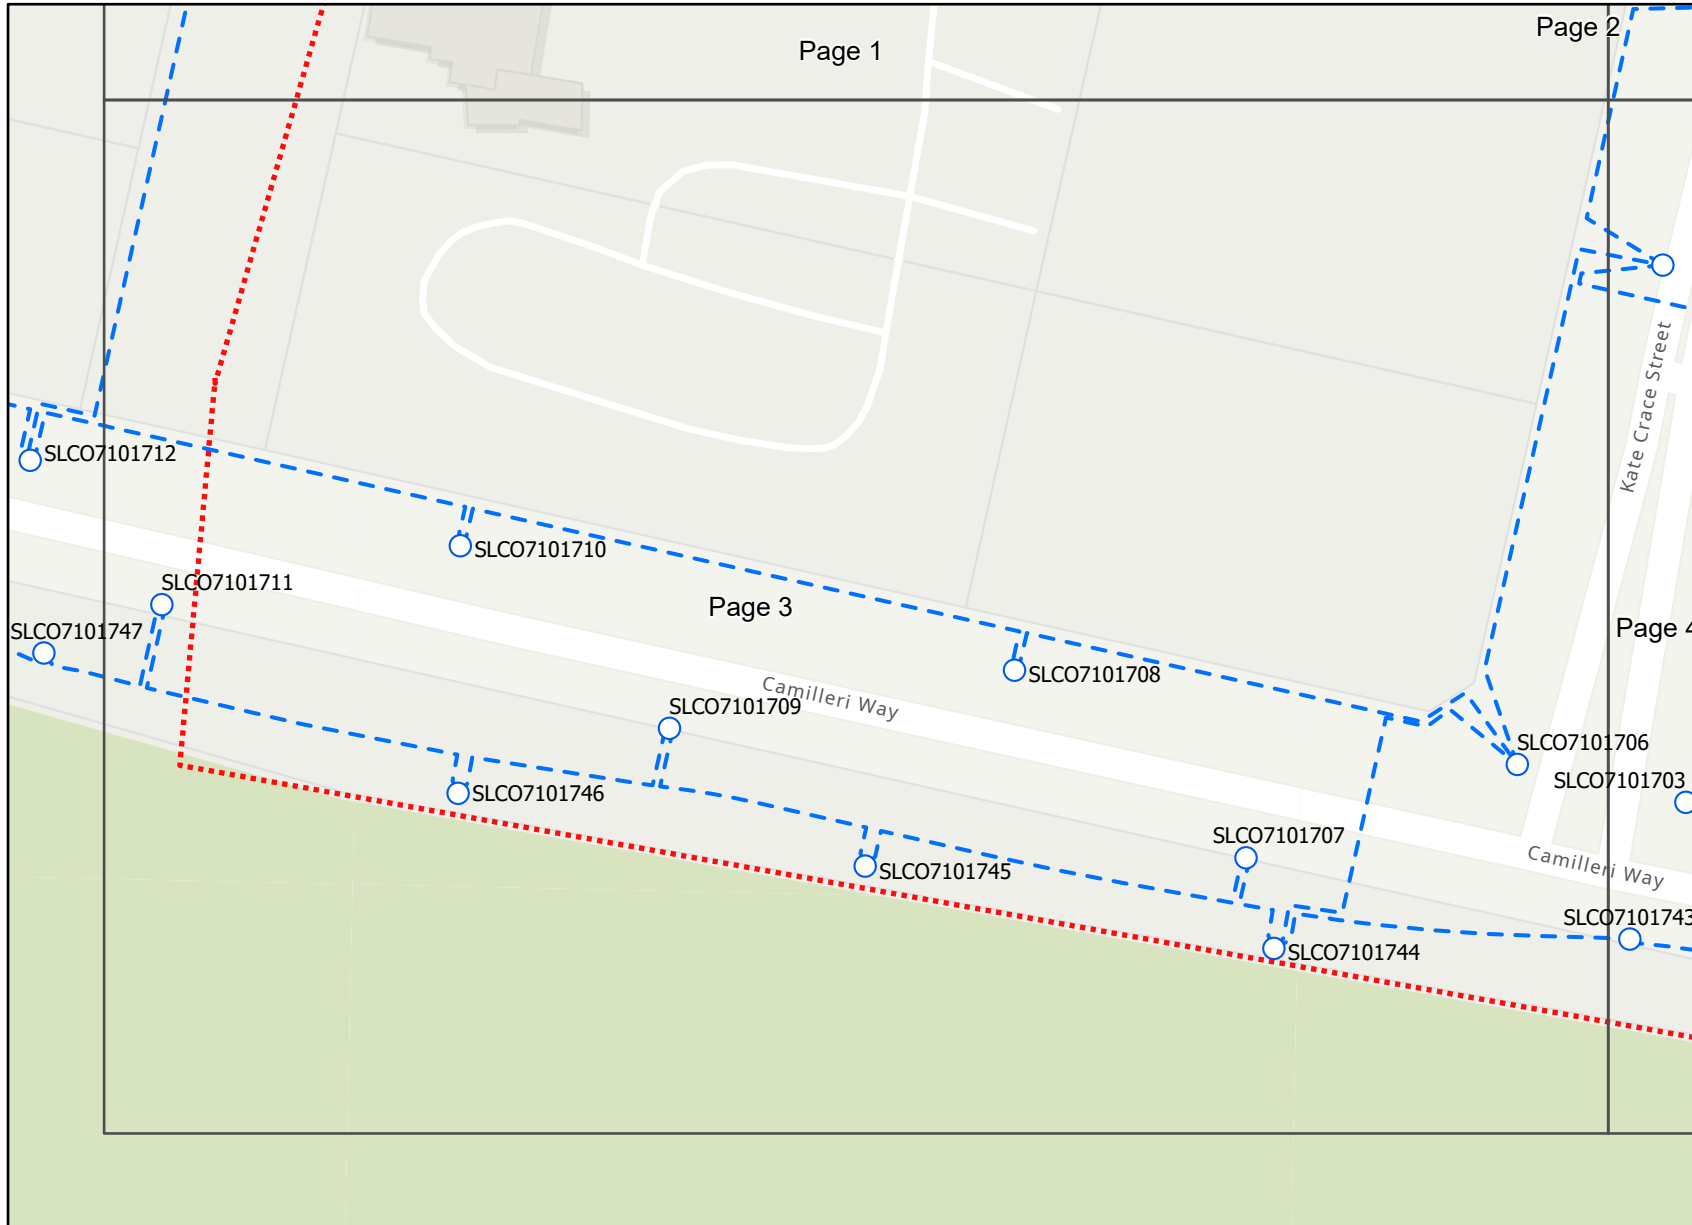 Page 2
Page 1
Kate Crace Street
SLCO7101712
SLCO7101710
SLCO7101711
Page 3
Page 4
SLCO7101747
SLCO7101708
Camilleri Way
SLCO7101709
SLCO7101706
SLCO7101703
SLCO7101746
SLCO7101707
Camilleri Way
SLCO7101745
SLCO7101743
SLCO7101744